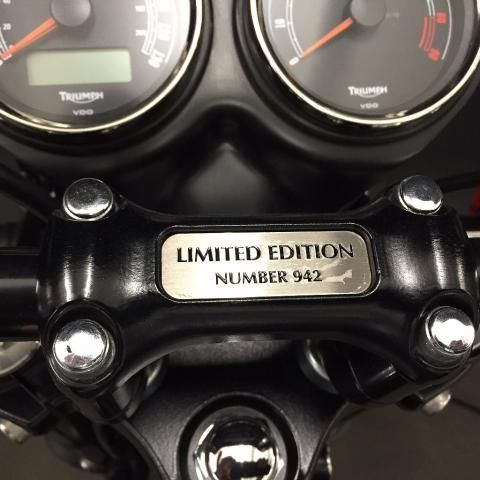 TRIUMPH
VDO
TRIUMPH
VDO
LIMITED EDITION
NUMBER 942